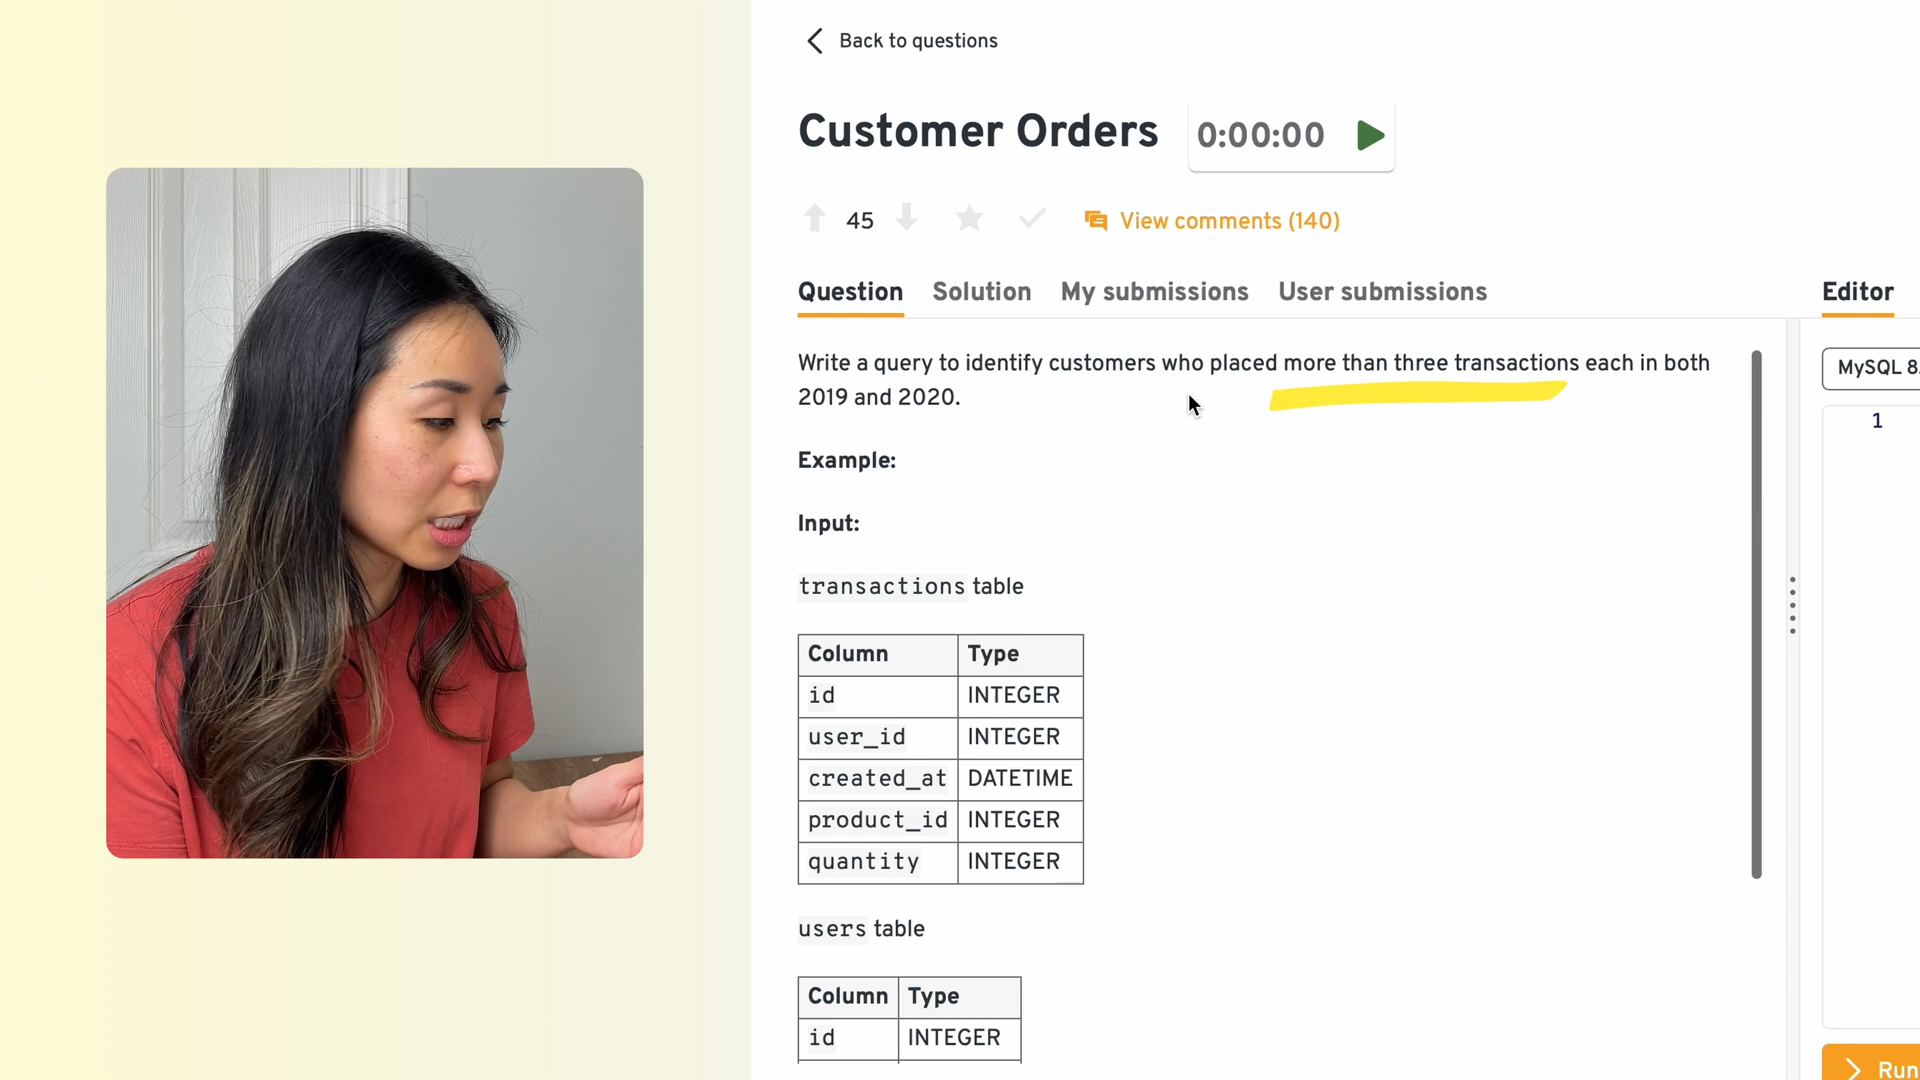 Back to questions
Customer Orders
0:00:00
45
View comments (140)
Question Solution My submissions User submissions
Write a query to identify customers who placed more than three transactions each in both
2019 and 2020.
Example:
Input:
transactions table
Column Type
id INTEGER
user_id INTEGER
created_at DATETIME
product_id INTEGER
quantity INTEGER
users table
Column Type
id INTEGER
Editor
MySQL 8.
1
Run